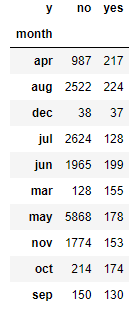 y no yes
month
apr 987 217
aug 2522 224
dec 38 37
jul 2624 128
jun 1965 199
mar 128 155
may 5868 178
nov 1774 153
oct 214 174
sep 150 130